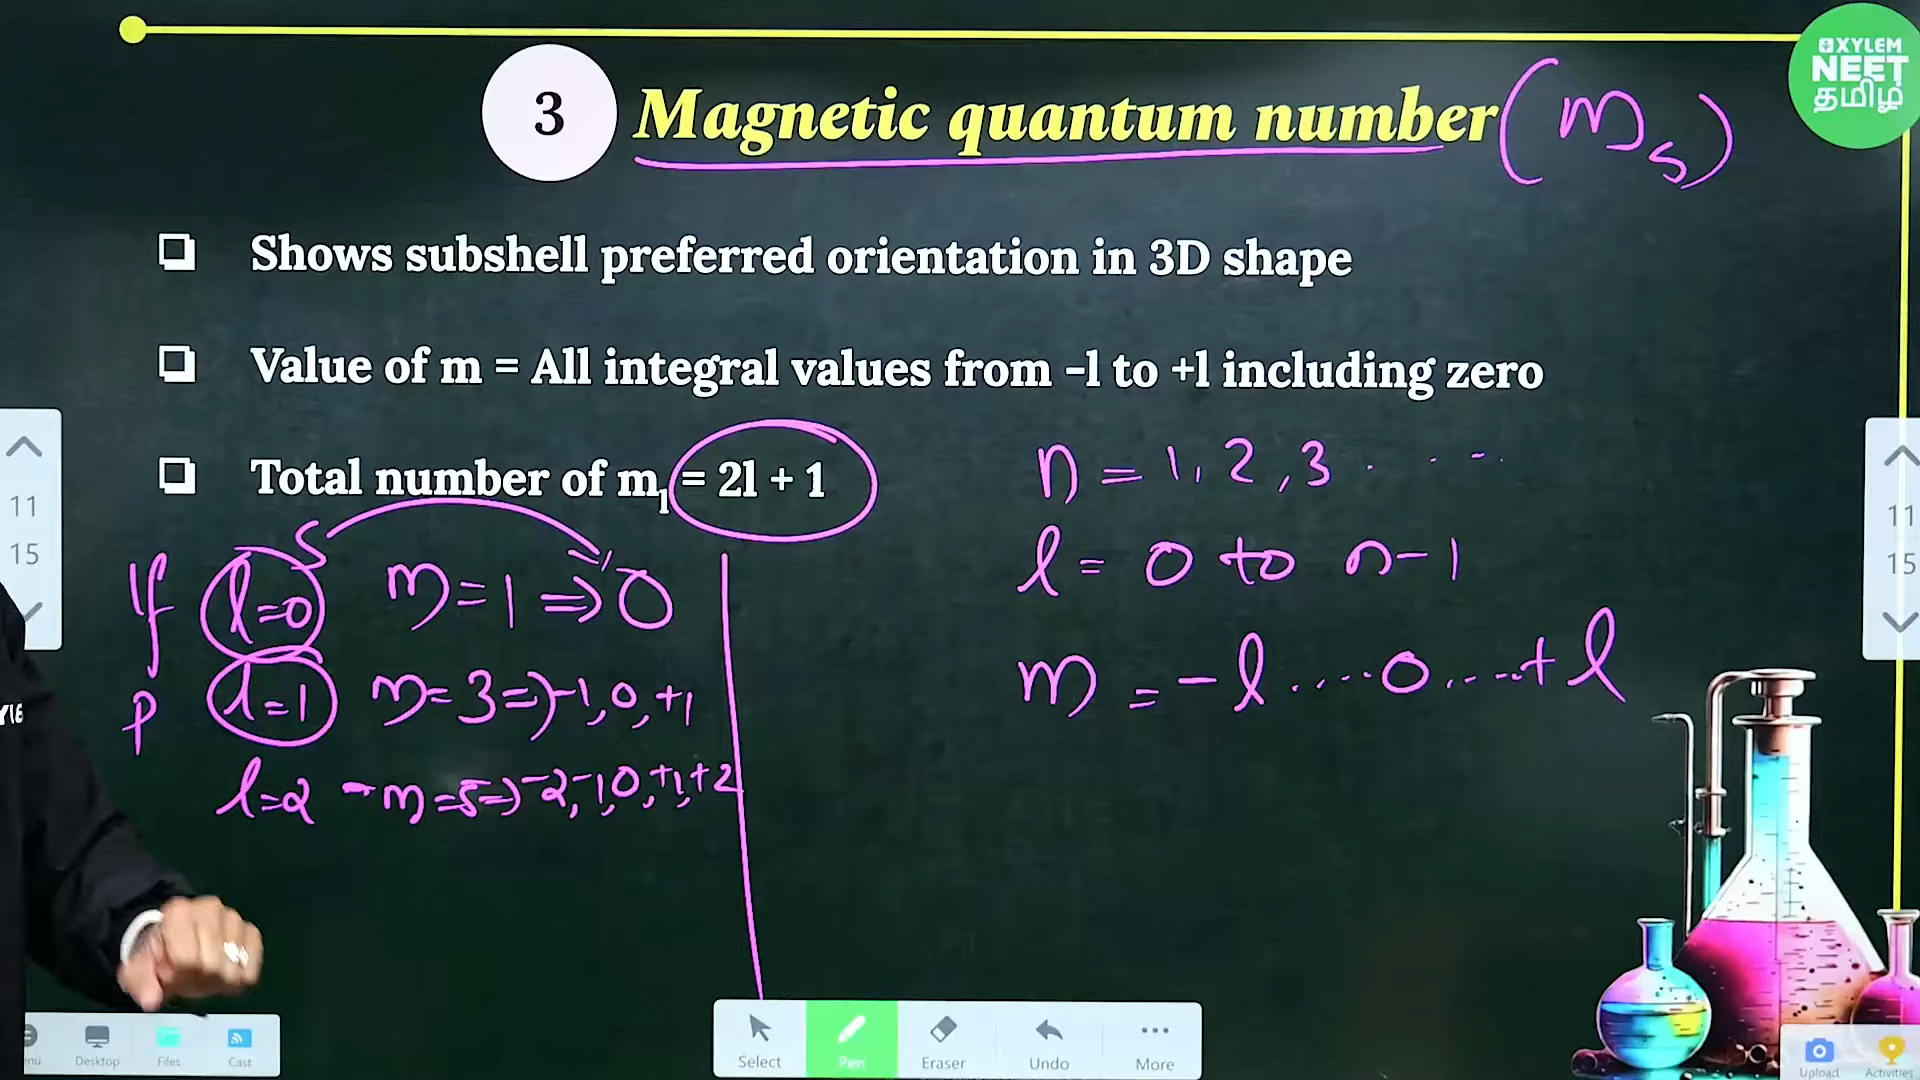 XYLEM
NEET
தமிழ்
3 Magnetic quantum number (ms)
❑ Shows subshell preferred orientation in 3D shape
❑ Value of m = All integral values from -l to +l including zero
❑ Total number of ml = 2l + 1
n = 1, 2, 3 . . - ..
l = 0 to n-1
m = -l ..... 0 ..... + l
If l=0 s m = 1 ⇒ 0
p l=1 m = 3 ⇒ -1, 0, +1
l=2 - m = 5 ⇒ -2, -1, 0, +1, +2
11
15
11
15
Desktop
Files
Cast
Select
Pen
Eraser
Undo
More
Upload
Activities